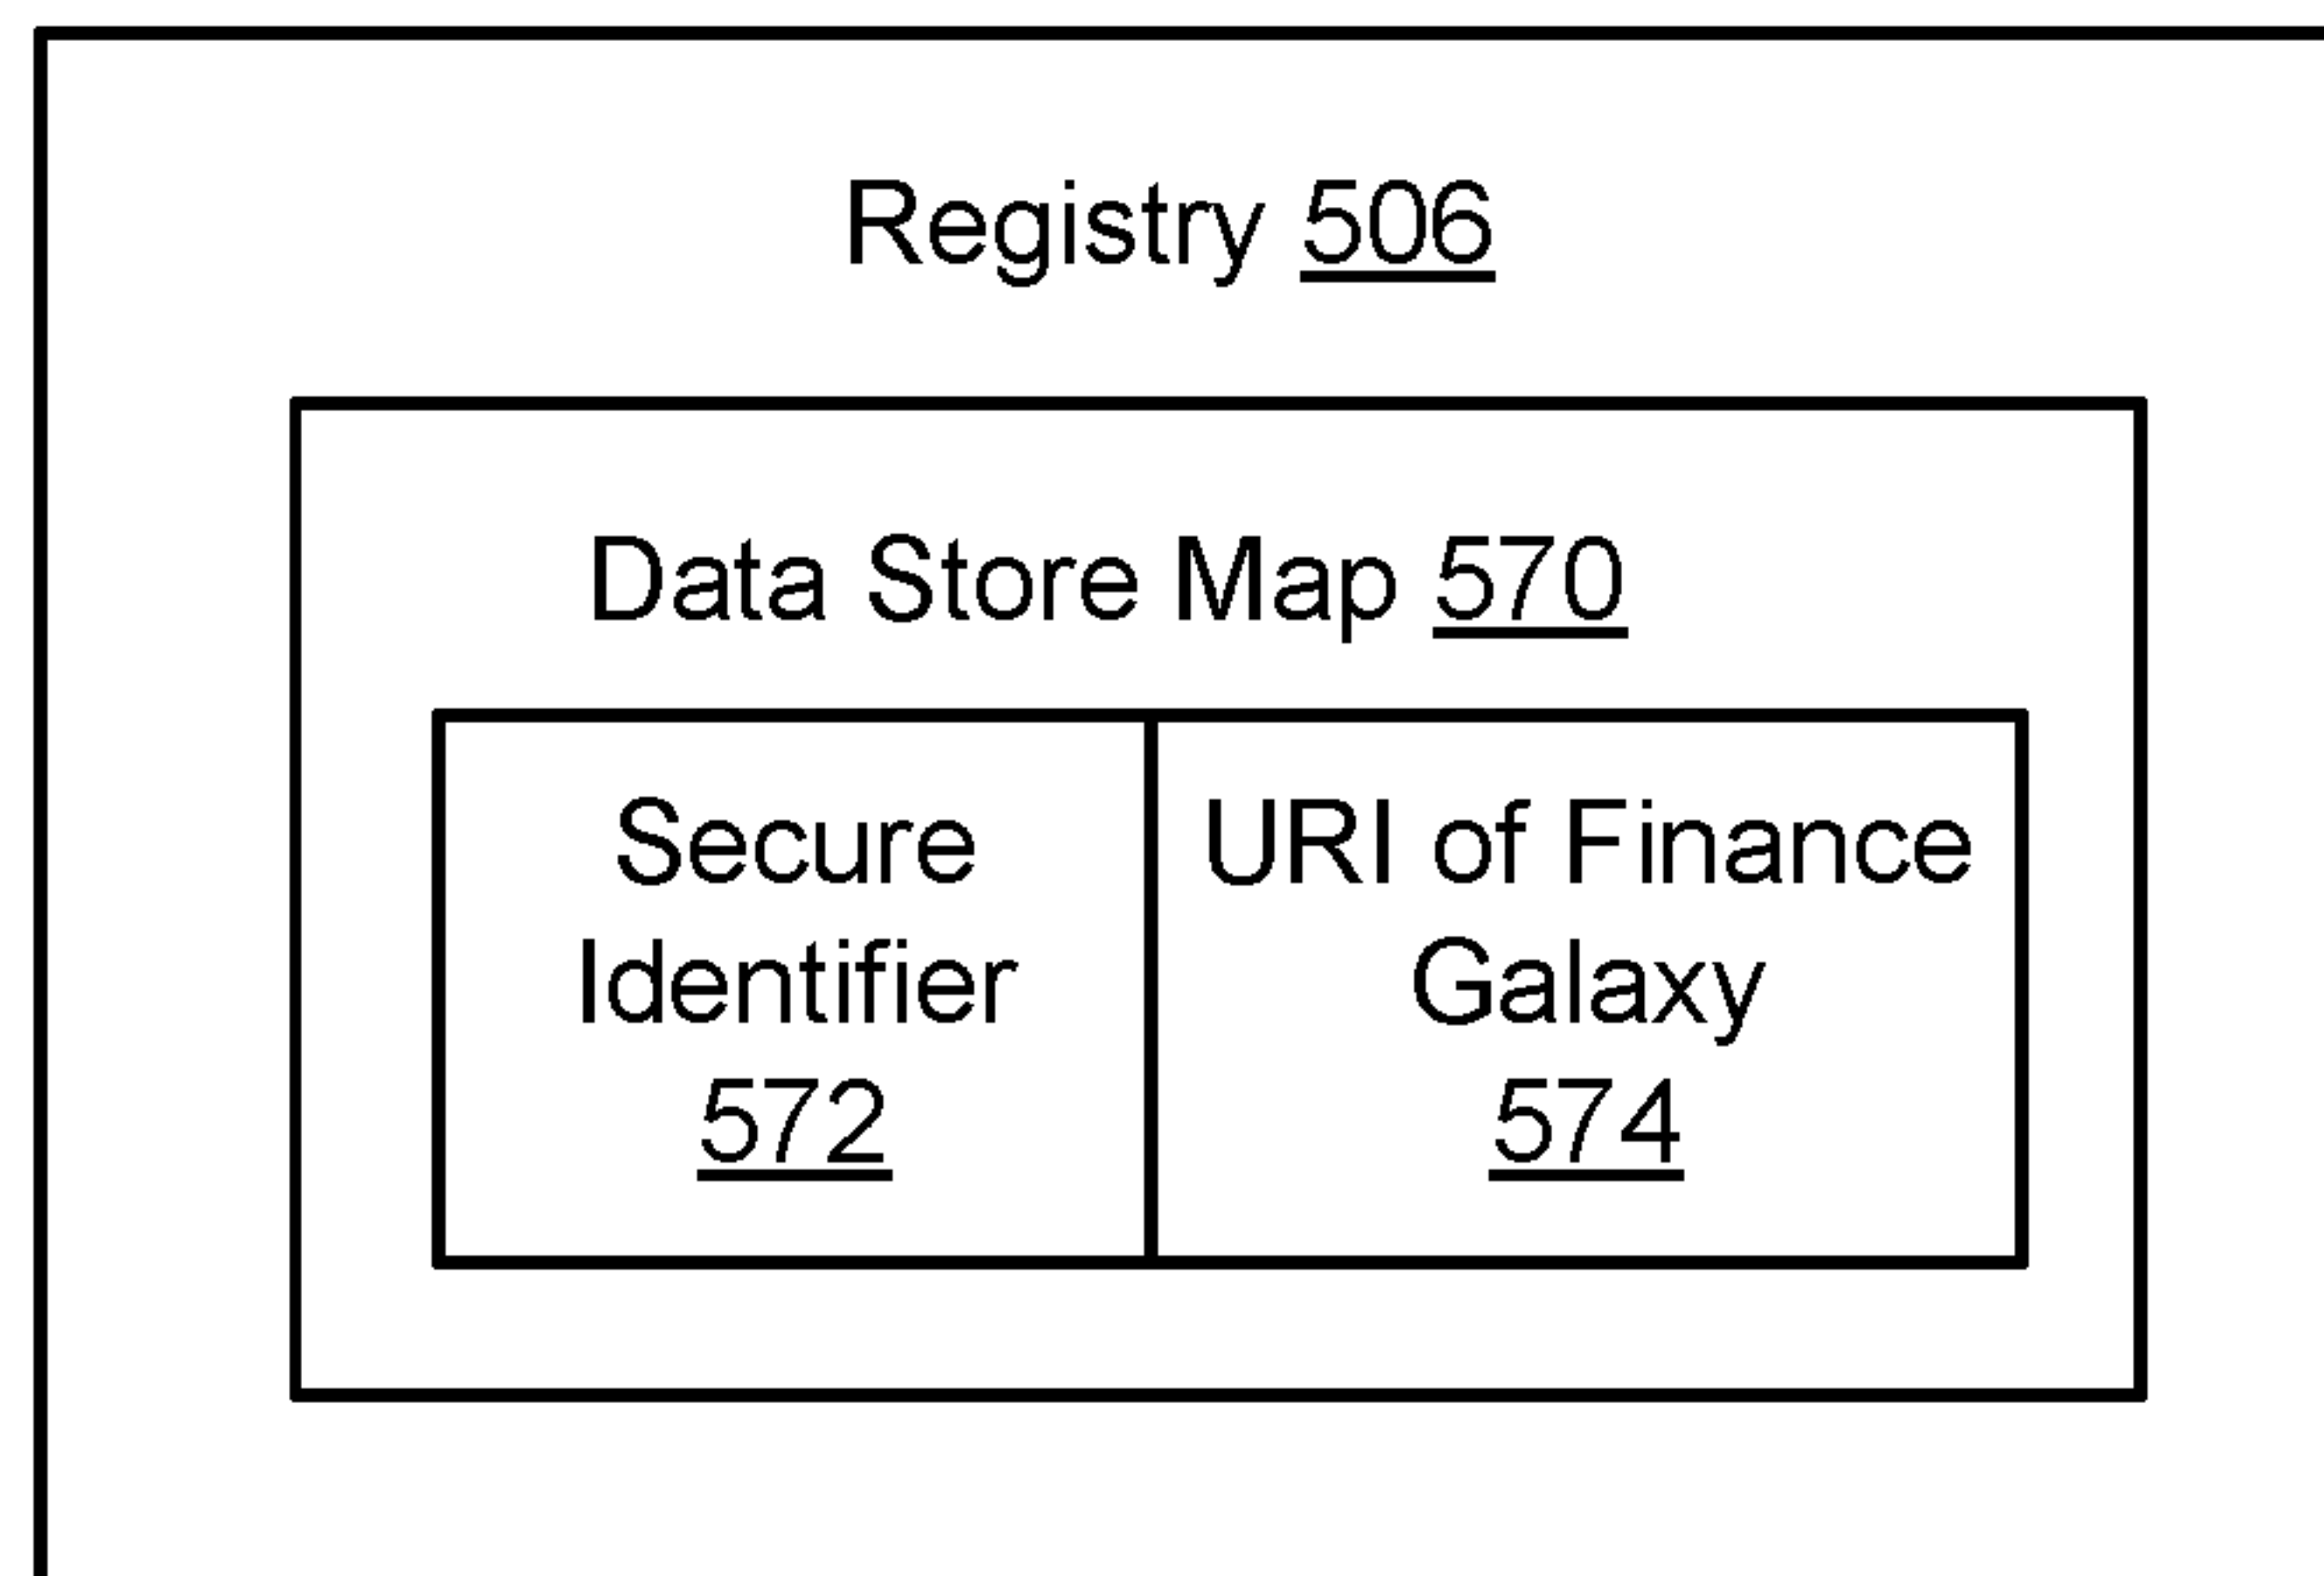 Registry 506
Data Store Map 570
Secure
Identifier
572
URI of Finance
Galaxy
574